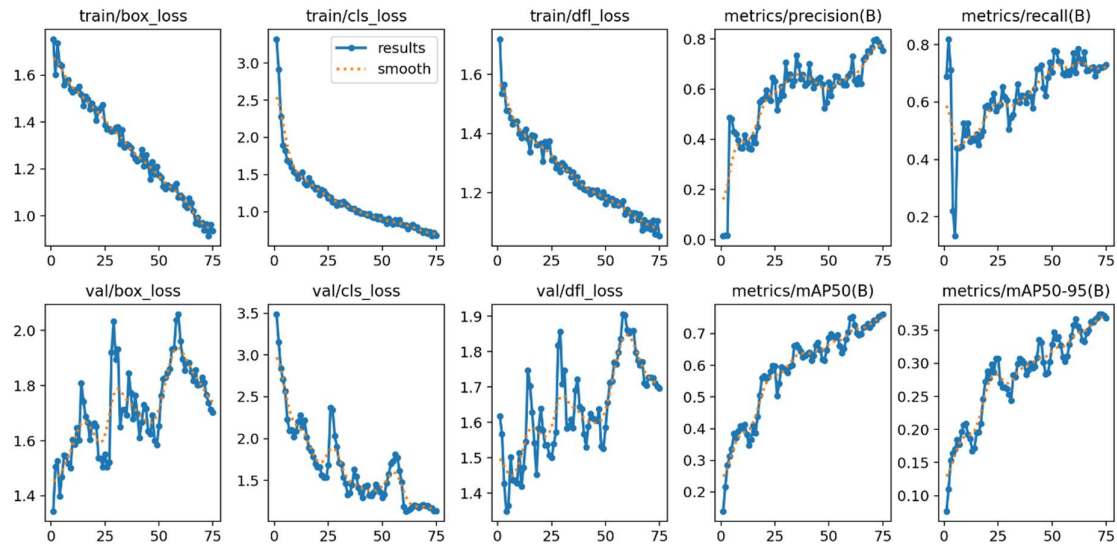 train/box_loss
train/cls_loss
train/dfl_loss
metrics/precision(B)
metrics/recall(B)
1.6
1.4
1.2
1.0
0 25 50 75
results
smooth
3.0
2.5
2.0
1.5
1.0
0 25 50 75
1.6
1.4
1.2
0 25 50 75
0.8
0.6
0.4
0.2
0.0
0 25 50 75
0.8
0.6
0.4
0.2
0 25 50 75
val/box_loss
val/cls_loss
val/dfl_loss
metrics/mAP50(B)
metrics/mAP50-95(B)
2.0
1.8
1.6
1.4
0 25 50 75
3.5
3.0
2.5
2.0
1.5
0 25 50 75
1.9
1.8
1.7
1.6
1.5
1.4
0 25 50 75
0.7
0.6
0.5
0.4
0.3
0.2
0 25 50 75
0.35
0.30
0.25
0.20
0.15
0.10
0 25 50 75